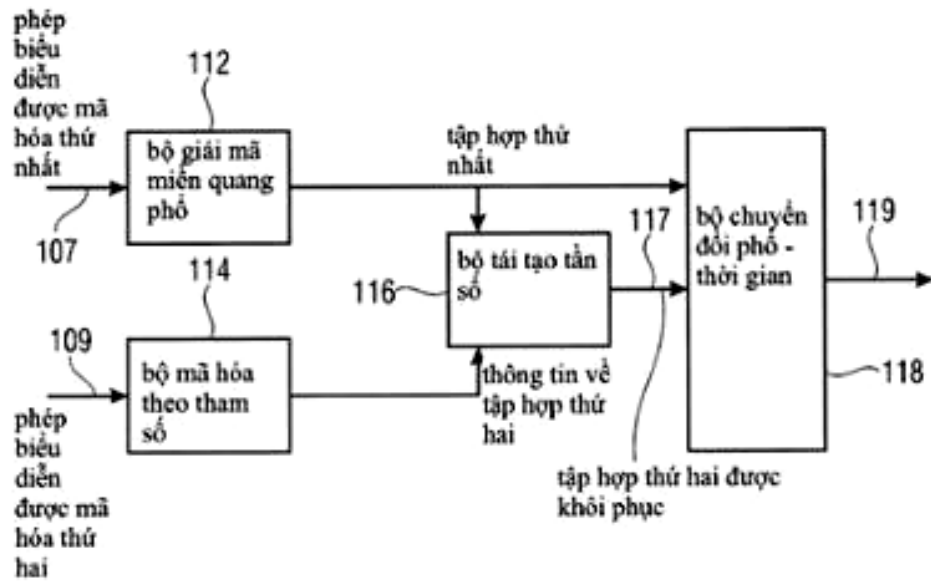 phép
biểu
diễn
được mã
hóa thứ
nhất
107
112
bộ giải mã
miền quang
phổ
tập hợp thứ
nhất
114
109
bộ mã hóa
theo tham
số
phép
biểu
diễn
được mã
hóa thứ
hai
116
bộ tái tạo tần
số
117
thông tin về
tập hợp thứ
hai
tập hợp thứ hai được
khôi phục
bộ chuyển
đổi phổ -
thời gian
119
118